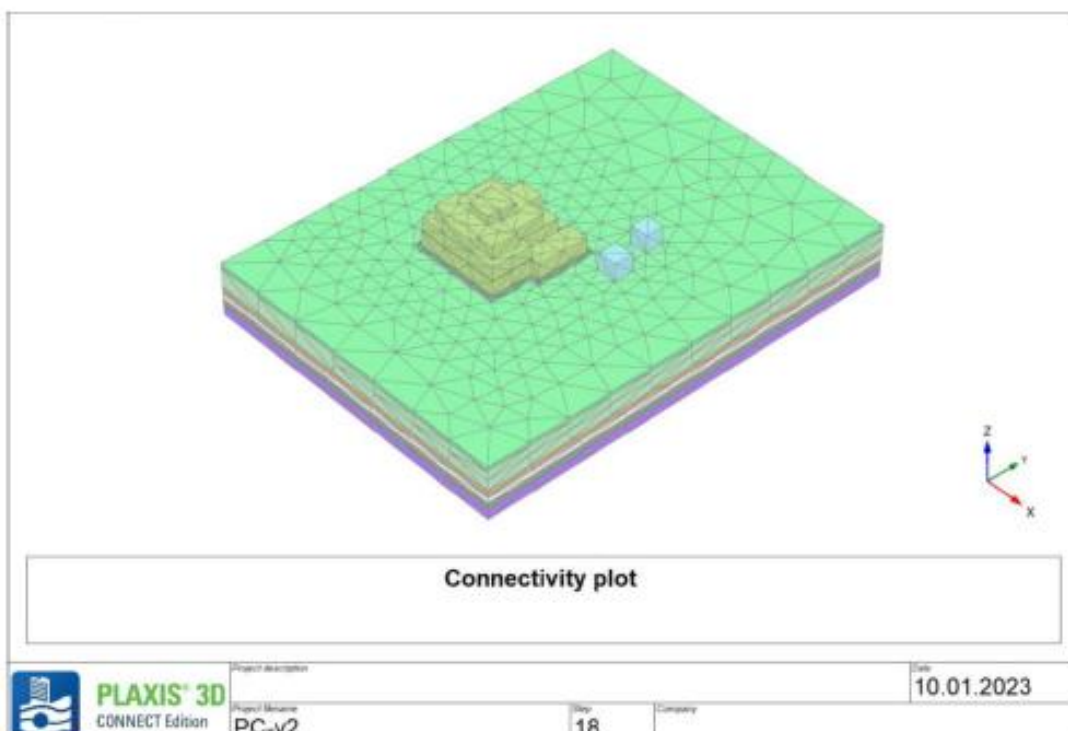 Z
Y
X
Connectivity plot
PLAXIS® 3D
CONNECT Edition
Project description
Date
10.01.2023
Project filename
PC-v2
Step
18
Company